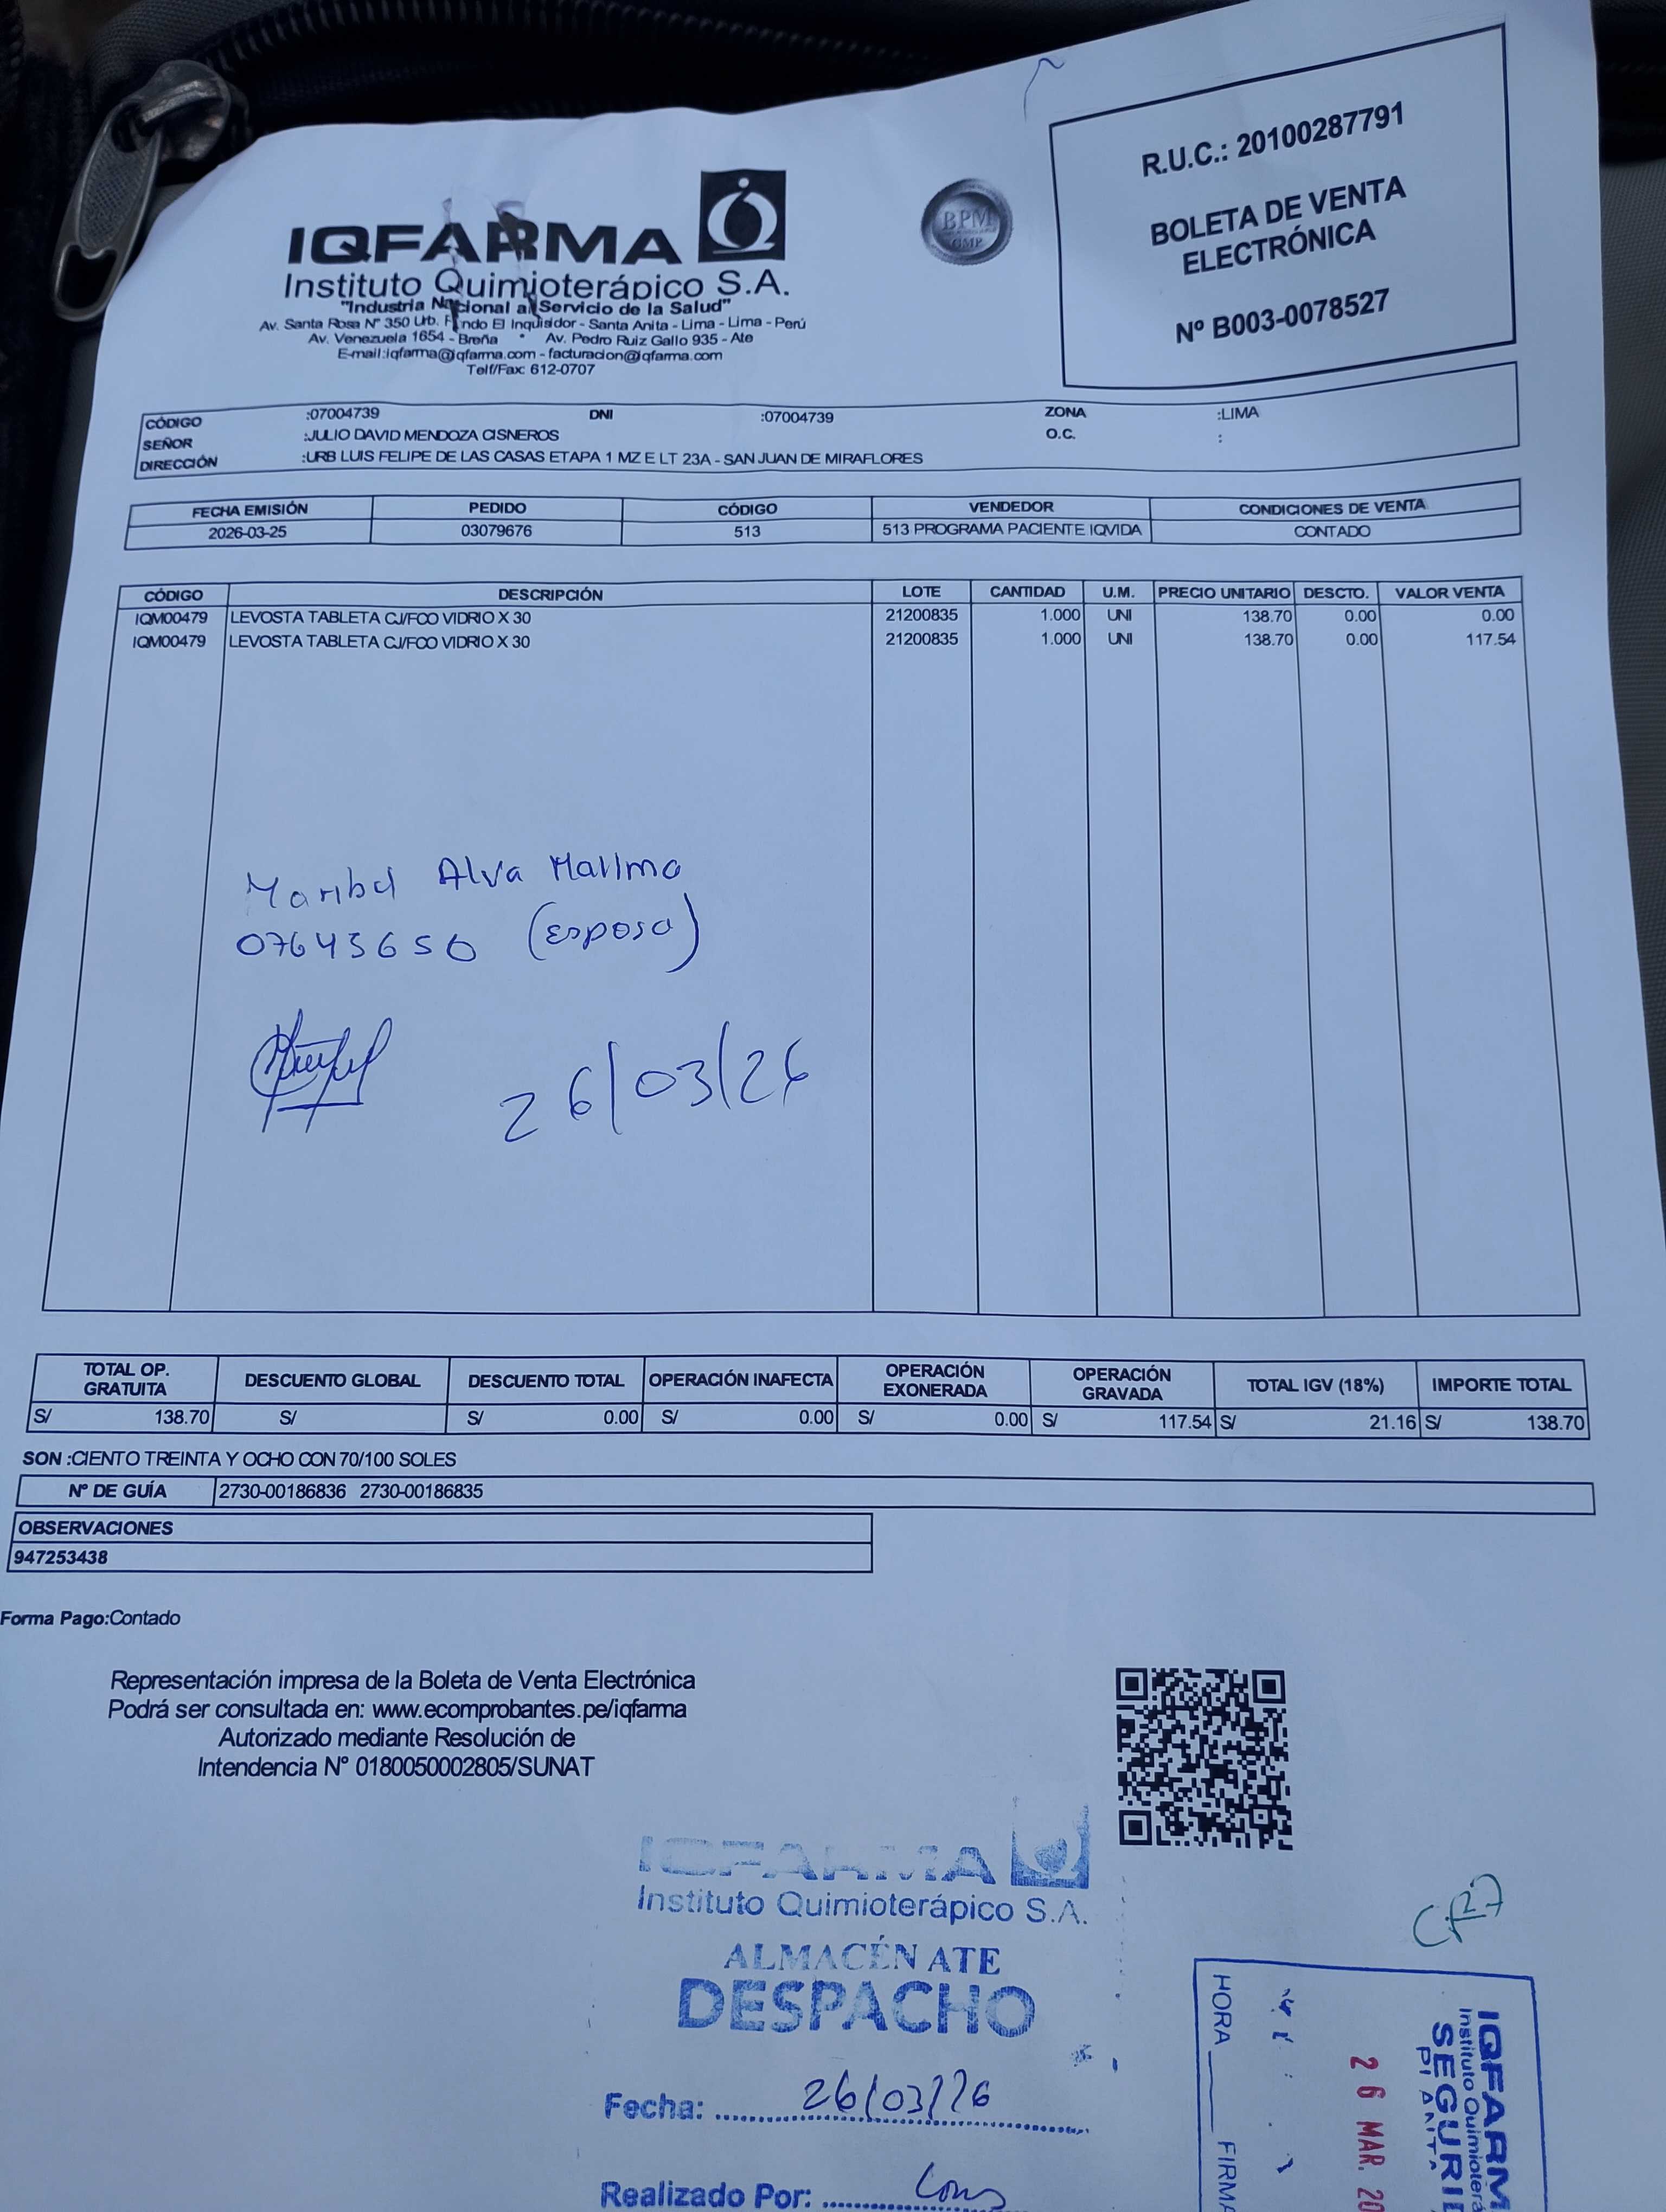 R.U.C.: 20100287791
BOLETA DE VENTA
ELECTRÓNICA
Nº B003-0078527
BPM
GMP
IQFARMA
Instituto Quimioterápico S.A.
"Industria Nacional al Servicio de la Salud"
Av. Santa Rosa Nº 350 Urb. Fundo El Inquisidor - Santa Anita - Lima - Lima - Perú
Av. Venezuela 1654 - Breña * Av. Pedro Ruiz Gallo 935 - Ate
E-mail:iqfarma@iqfarma.com - facturacion@iqfarma.com
Telf/Fax: 612-0707
CÓDIGO :07004739 DNI :07004739 ZONA :LIMA
SEÑOR :JULIO DAVID MENDOZA CISNEROS O.C. :
DIRECCIÓN :URB LUIS FELIPE DE LAS CASAS ETAPA 1 MZ E LT 23A - SAN JUAN DE MIRAFLORES
FECHA EMISIÓN PEDIDO CÓDIGO VENDEDOR CONDICIONES DE VENTA
2026-03-25 03079676 513 513 PROGRAMA PACIENTE IQVIDA CONTADO
CÓDIGO DESCRIPCIÓN LOTE CANTIDAD U.M. PRECIO UNITARIO DESCTO. VALOR VENTA
IQM00479 LEVOSTA TABLETA CJ/FCO VIDRIO X 30 21200835 1.000 UNI 138.70 0.00 0.00
IQM00479 LEVOSTA TABLETA CJ/FCO VIDRIO X 30 21200835 1.000 UNI 138.70 0.00 117.54
Maribel Alva
07643650 (esposa)
26/03/26
TOTAL OP. GRATUITA DESCUENTO GLOBAL DESCUENTO TOTAL OPERACIÓN INAFECTA OPERACIÓN EXONERADA OPERACIÓN GRAVADA TOTAL IGV (18%) IMPORTE TOTAL
S/ 138.70 S/ S/ 0.00 S/ 0.00 S/ 0.00 S/ 117.54 S/ 21.16 S/ 138.70
SON :CIENTO TREINTA Y OCHO CON 70/100 SOLES
Nº DE GUÍA 2730-00186836 2730-00186835
OBSERVACIONES
947253438
Forma Pago:Contado
Representación impresa de la Boleta de Venta Electrónica
Podrá ser consultada en: www.ecomprobantes.pe/iqfarma
Autorizado mediante Resolución de
Intendencia N° 0180050002805/SUNAT
IQFARMA
Instituto Quimioterápico S.A.
ALMACÉN ATE
DESPACHO
Fecha: 26/03/26
Realizado Por:
IQFARM
Instituto Quimioterá
SEGURI
26 MAR. 20
HORA FIRMA